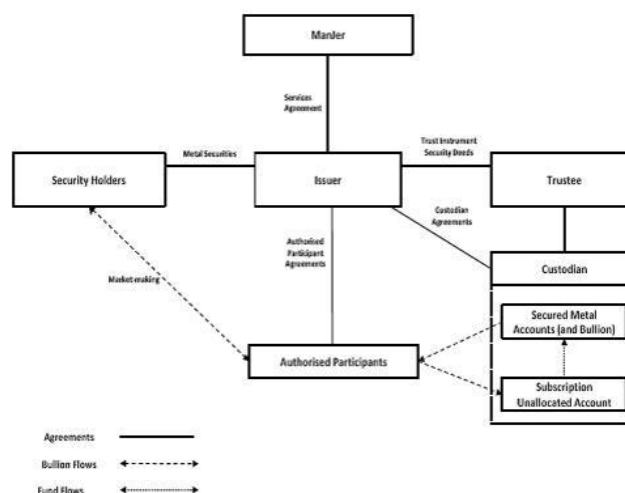 ManJer
Services
Agreement
Metal Securities
Trust Instrument
Security Deeds
Security Holders
Issuer
Trustee
Custodian
Agreements
Authorised
Participant
Agreements
Custodian
Market-making
Secured Metal
Accounts (and Bullion)
Authorised Participants
Subscription
Unallocated Account
Agreements
Bullion Flows
Fund Flows